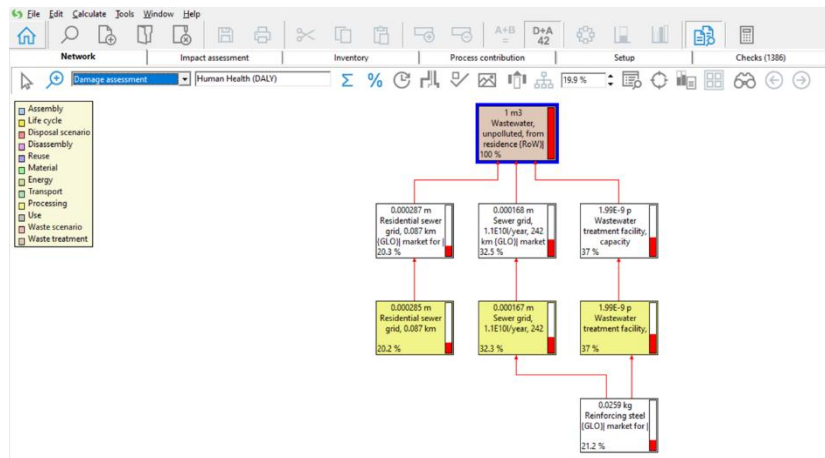 File Edit Calculate Tools Window Help
A+B
=
D+A
42
Network Impact assessment Inventory Process contribution Setup Checks (1386)
Damage assessment Human Health (DALY) Σ % 19.9 %
Assembly
Life cycle
Disposal scenario
Disassembly
Reuse
Material
Energy
Transport
Processing
Use
Waste scenario
Waste treatment
1 m3
Wastewater,
unpolluted, from
residence {RoW}|
100 %
0.000287 m
Residential sewer
grid, 0.087 km
{GLO}| market for |
20.3 %
0.000168 m
Sewer grid,
1.1E10l/year, 242
km {GLO}| market
32.5 %
1.99E-9 p
Wastewater
treatment facility,
capacity
37 %
0.000285 m
Residential sewer
grid, 0.087 km
20.2 %
0.000167 m
Sewer grid,
1.1E10l/year, 242
32.3 %
1.99E-9 p
Wastewater
treatment facility,
37 %
0.0259 kg
Reinforcing steel
{GLO}| market for |
21.2 %